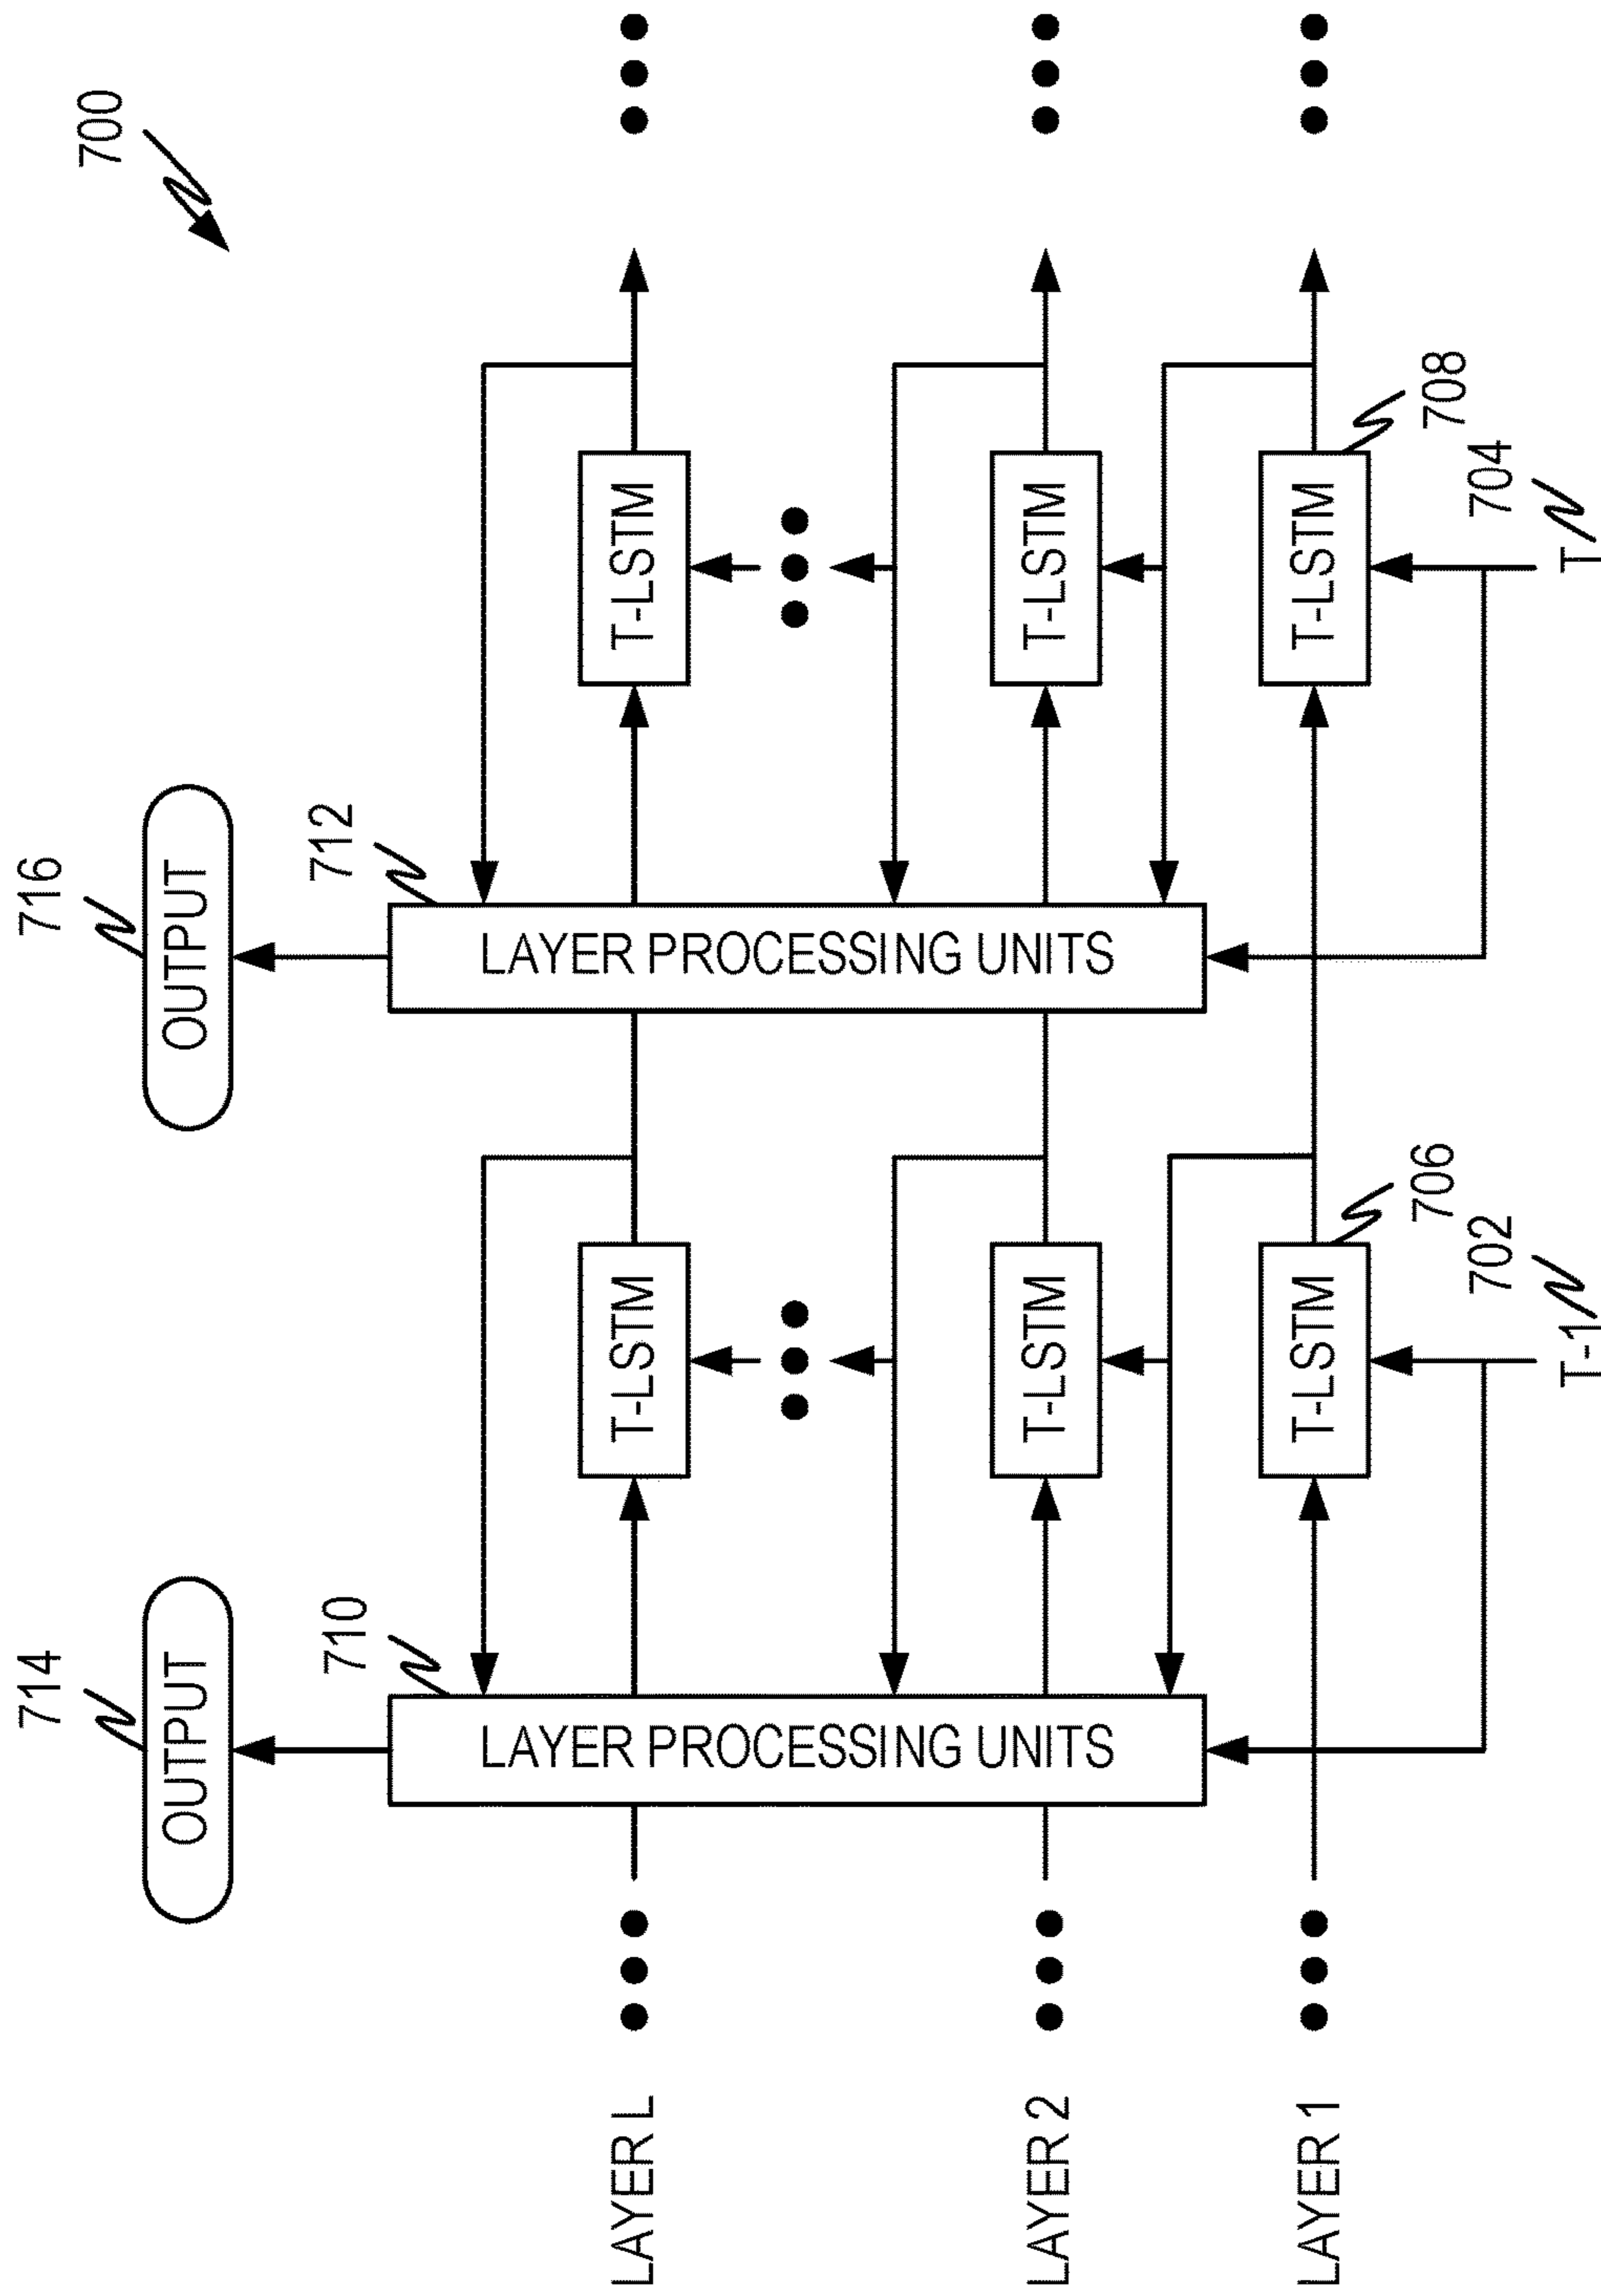 700
716
OUTPUT
714
OUTPUT
712
LAYER PROCESSING UNITS
710
LAYER PROCESSING UNITS
LAYER L
T-LSTM
T-LSTM
LAYER 2
T-LSTM
T-LSTM
LAYER 1
T-LSTM
706
T-LSTM
708
702
T-1
704
T